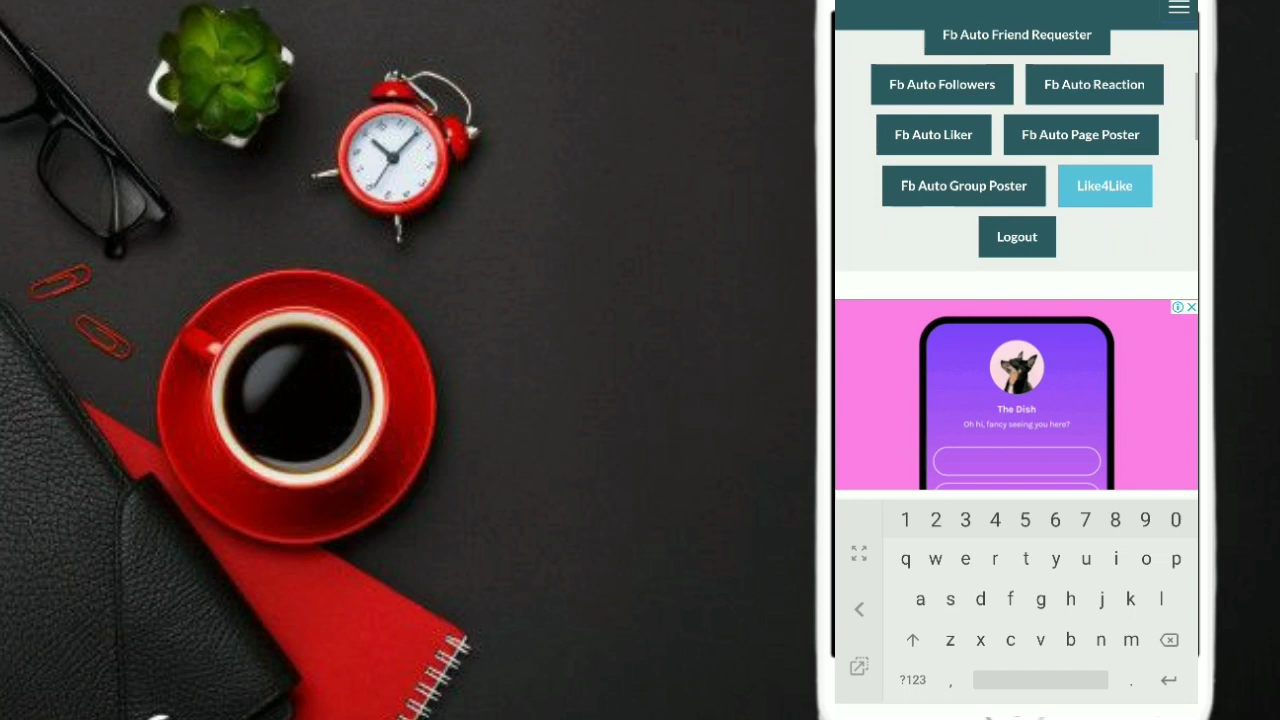 Fb Auto Friend Requester
Fb Auto Followers
Fb Auto Reaction
Fb Auto Liker
Fb Auto Page Poster
Fb Auto Group Poster
Like4Like
Logout
The Dish
Oh hi, fancy seeing you here?
1 2 3 4 5 6 7 8 9 0
q w e r t y u i o p
a s d f g h j k l
z x c v b n m
?123 , .